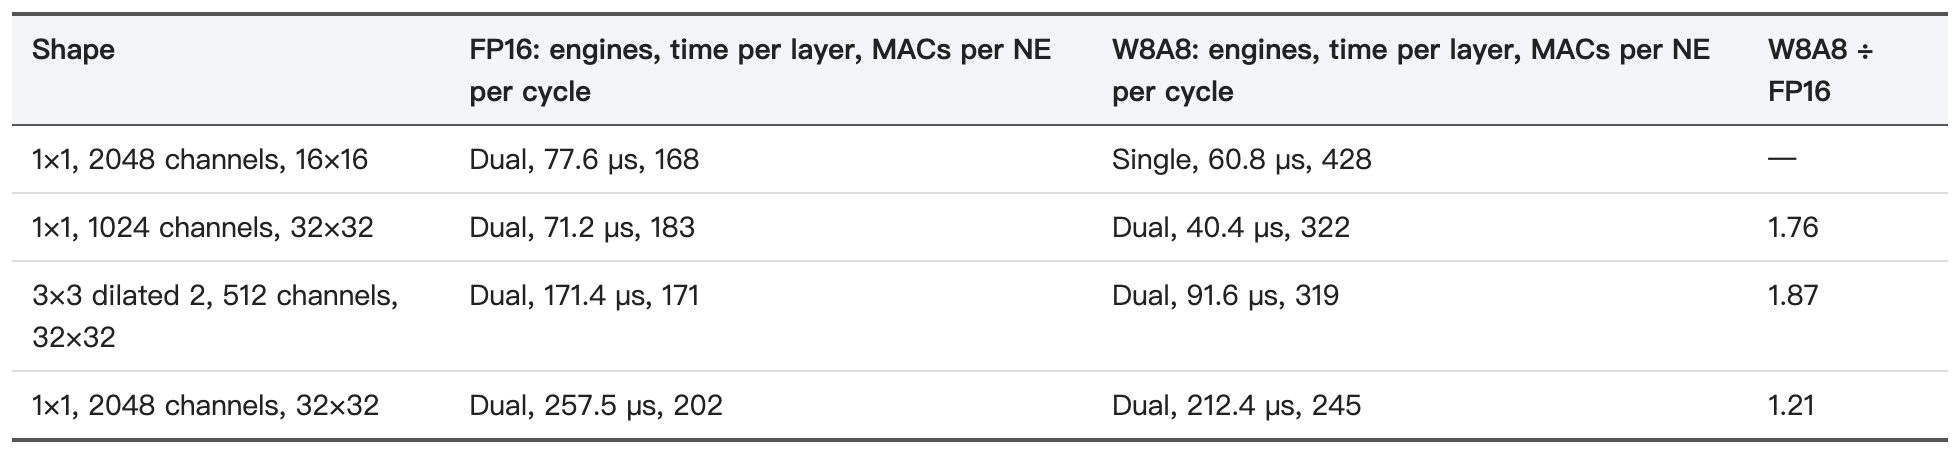 Shape
FP16: engines, time per layer, MACs per NE
per cycle
W8A8: engines, time per layer, MACs per NE
per cycle
W8A8 ÷
FP16
1×1, 2048 channels, 16×16
Dual, 77.6 μs, 168
Single, 60.8 μs, 428
—
1×1, 1024 channels, 32×32
Dual, 71.2 μs, 183
Dual, 40.4 μs, 322
1.76
3×3 dilated 2, 512 channels,
32×32
Dual, 171.4 μs, 171
Dual, 91.6 μs, 319
1.87
1×1, 2048 channels, 32×32
Dual, 257.5 μs, 202
Dual, 212.4 μs, 245
1.21